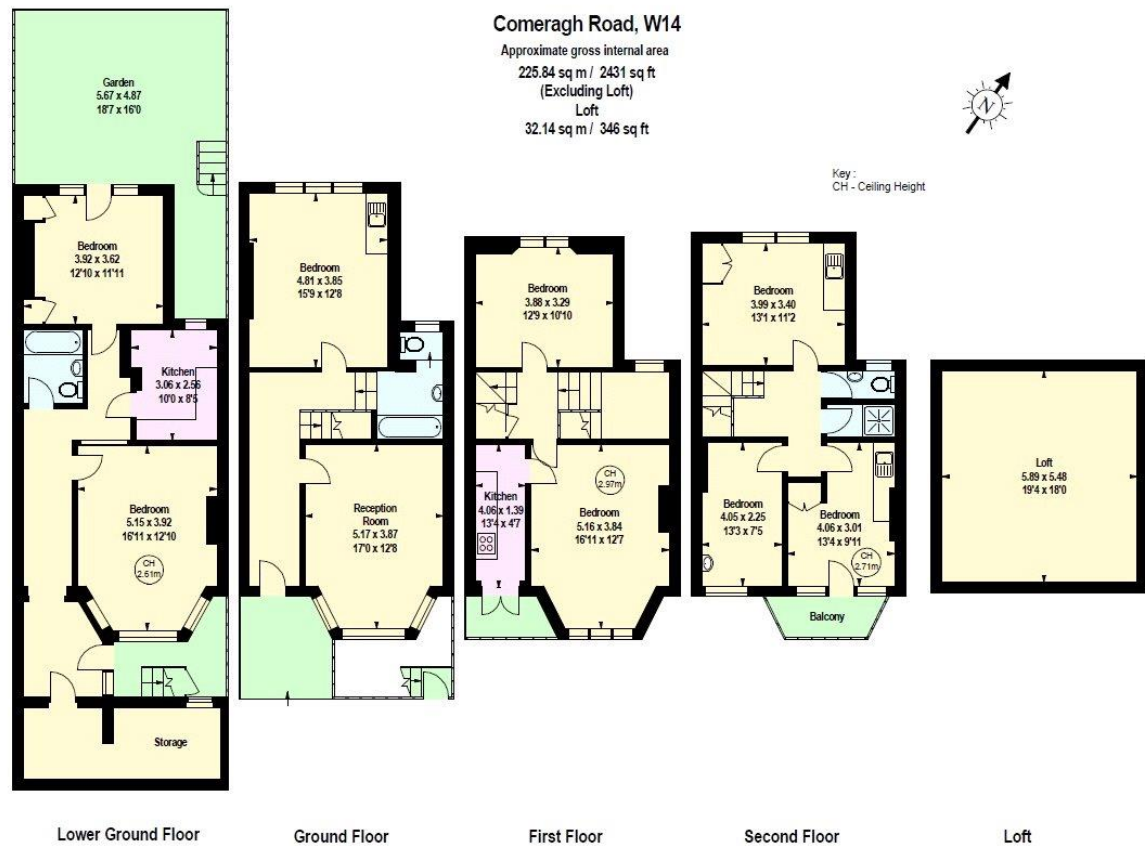 Comeragh Road, W14
Approximate gross internal area
225.84 sq m / 2431 sq ft
(Excluding Loft)
Loft
32.14 sq m / 346 sq ft
N
Key :
CH - Ceiling Height
Garden
5.67 x 4.87
18'7 x 16'0
Bedroom
3.92 x 3.62
12'10 x 11'11
Kitchen
3.06 x 2.56
10'0 x 8'5
Bedroom
5.15 x 3.92
16'11 x 12'10
CH
2.61m
Storage
Bedroom
4.81 x 3.85
15'9 x 12'8
Reception
Room
5.17 x 3.87
17'0 x 12'8
Bedroom
3.88 x 3.29
12'9 x 10'10
Kitchen
4.06 x 1.39
13'4 x 4'7
CH
2.97m
Bedroom
5.16 x 3.84
16'11 x 12'7
Bedroom
3.99 x 3.40
13'1 x 11'2
Bedroom
4.05 x 2.25
13'3 x 7'5
Bedroom
4.06 x 3.01
13'4 x 9'11
CH
2.71m
Balcony
Loft
5.89 x 5.48
19'4 x 18'0
Lower Ground Floor
Ground Floor
First Floor
Second Floor
Loft